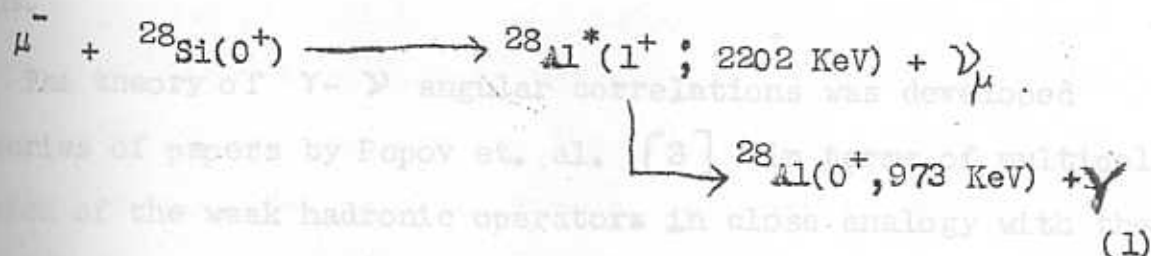 μ⁻ + ²⁸Si(0⁺) ⟶ ²⁸Al*(1⁺ ; 2202 KeV) + ν_μ .
The theory of γ- ν angular correlations was developed
series of papers by Popov et. al. [3] in terms of
²⁸Al(0⁺, 973 KeV) + γ
of the weak hadronic operators in close analogy with the
(1)